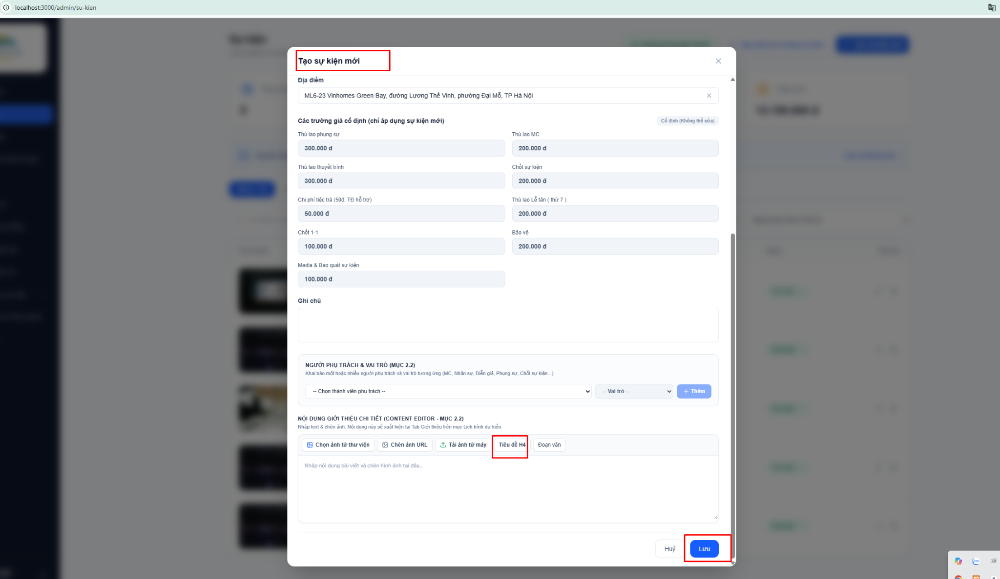 localhost:3000/admin/su-kien
Tạo sự kiện mới
Địa điểm
ML6-23 Vinhomes Green Bay, đường Lương Thế Vinh, phường Đại Mỗ, TP Hà Nội
Các trường giá cố định (chỉ áp dụng sự kiện mới)
Cố định (Không thể sửa)
Thù lao phụng sự
Thù lao MC
300.000 đ
200.000 đ
Thù lao thuyết trình
Chốt sự kiện
300.000 đ
200.000 đ
Chi phí tiệc trà (50đ, TĐ hỗ trợ)
Thù lao Lễ tân ( thứ 7 )
50.000 đ
200.000 đ
Chốt 1-1
Bảo vệ
100.000 đ
200.000 đ
Media & Bao quát sự kiện
100.000 đ
Ghi chú
NGƯỜI PHỤ TRÁCH & VAI TRÒ (MỤC 2.2)
Khai báo một hoặc nhiều người phụ trách và vai trò tương ứng (MC, Nhân sự, Diễn giả, Phụng sự, Chốt sự kiện...)
-- Chọn thành viên phụ trách --
-- Vai trò --
+ Thêm
NỘI DUNG GIỚI THIỆU CHI TIẾT (CONTENT EDITOR - MỤC 2.2)
Nhập text & chèn ảnh. Nội dung này sẽ xuất hiện tại Tab Giới thiệu trên mục Lịch trình dự kiến.
Chọn ảnh từ thư viện
Chèn ảnh URL
Tải ảnh từ máy
Tiêu đề H4
Đoạn văn
Nhập nội dung bài viết và chèn hình ảnh tại đây...
Huỷ
Lưu